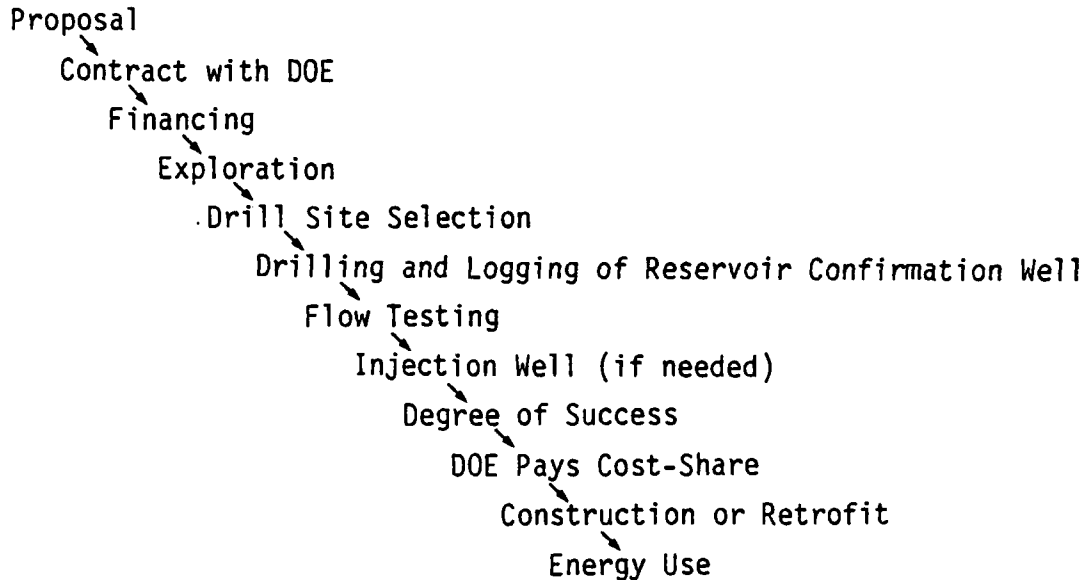 Proposal
Contract with DOE
Financing
Exploration
Drill Site Selection
Drilling and Logging of Reservoir Confirmation Well
Flow Testing
Injection Well (if needed)
Degree of Success
DOE Pays Cost-Share
Construction or Retrofit
Energy Use